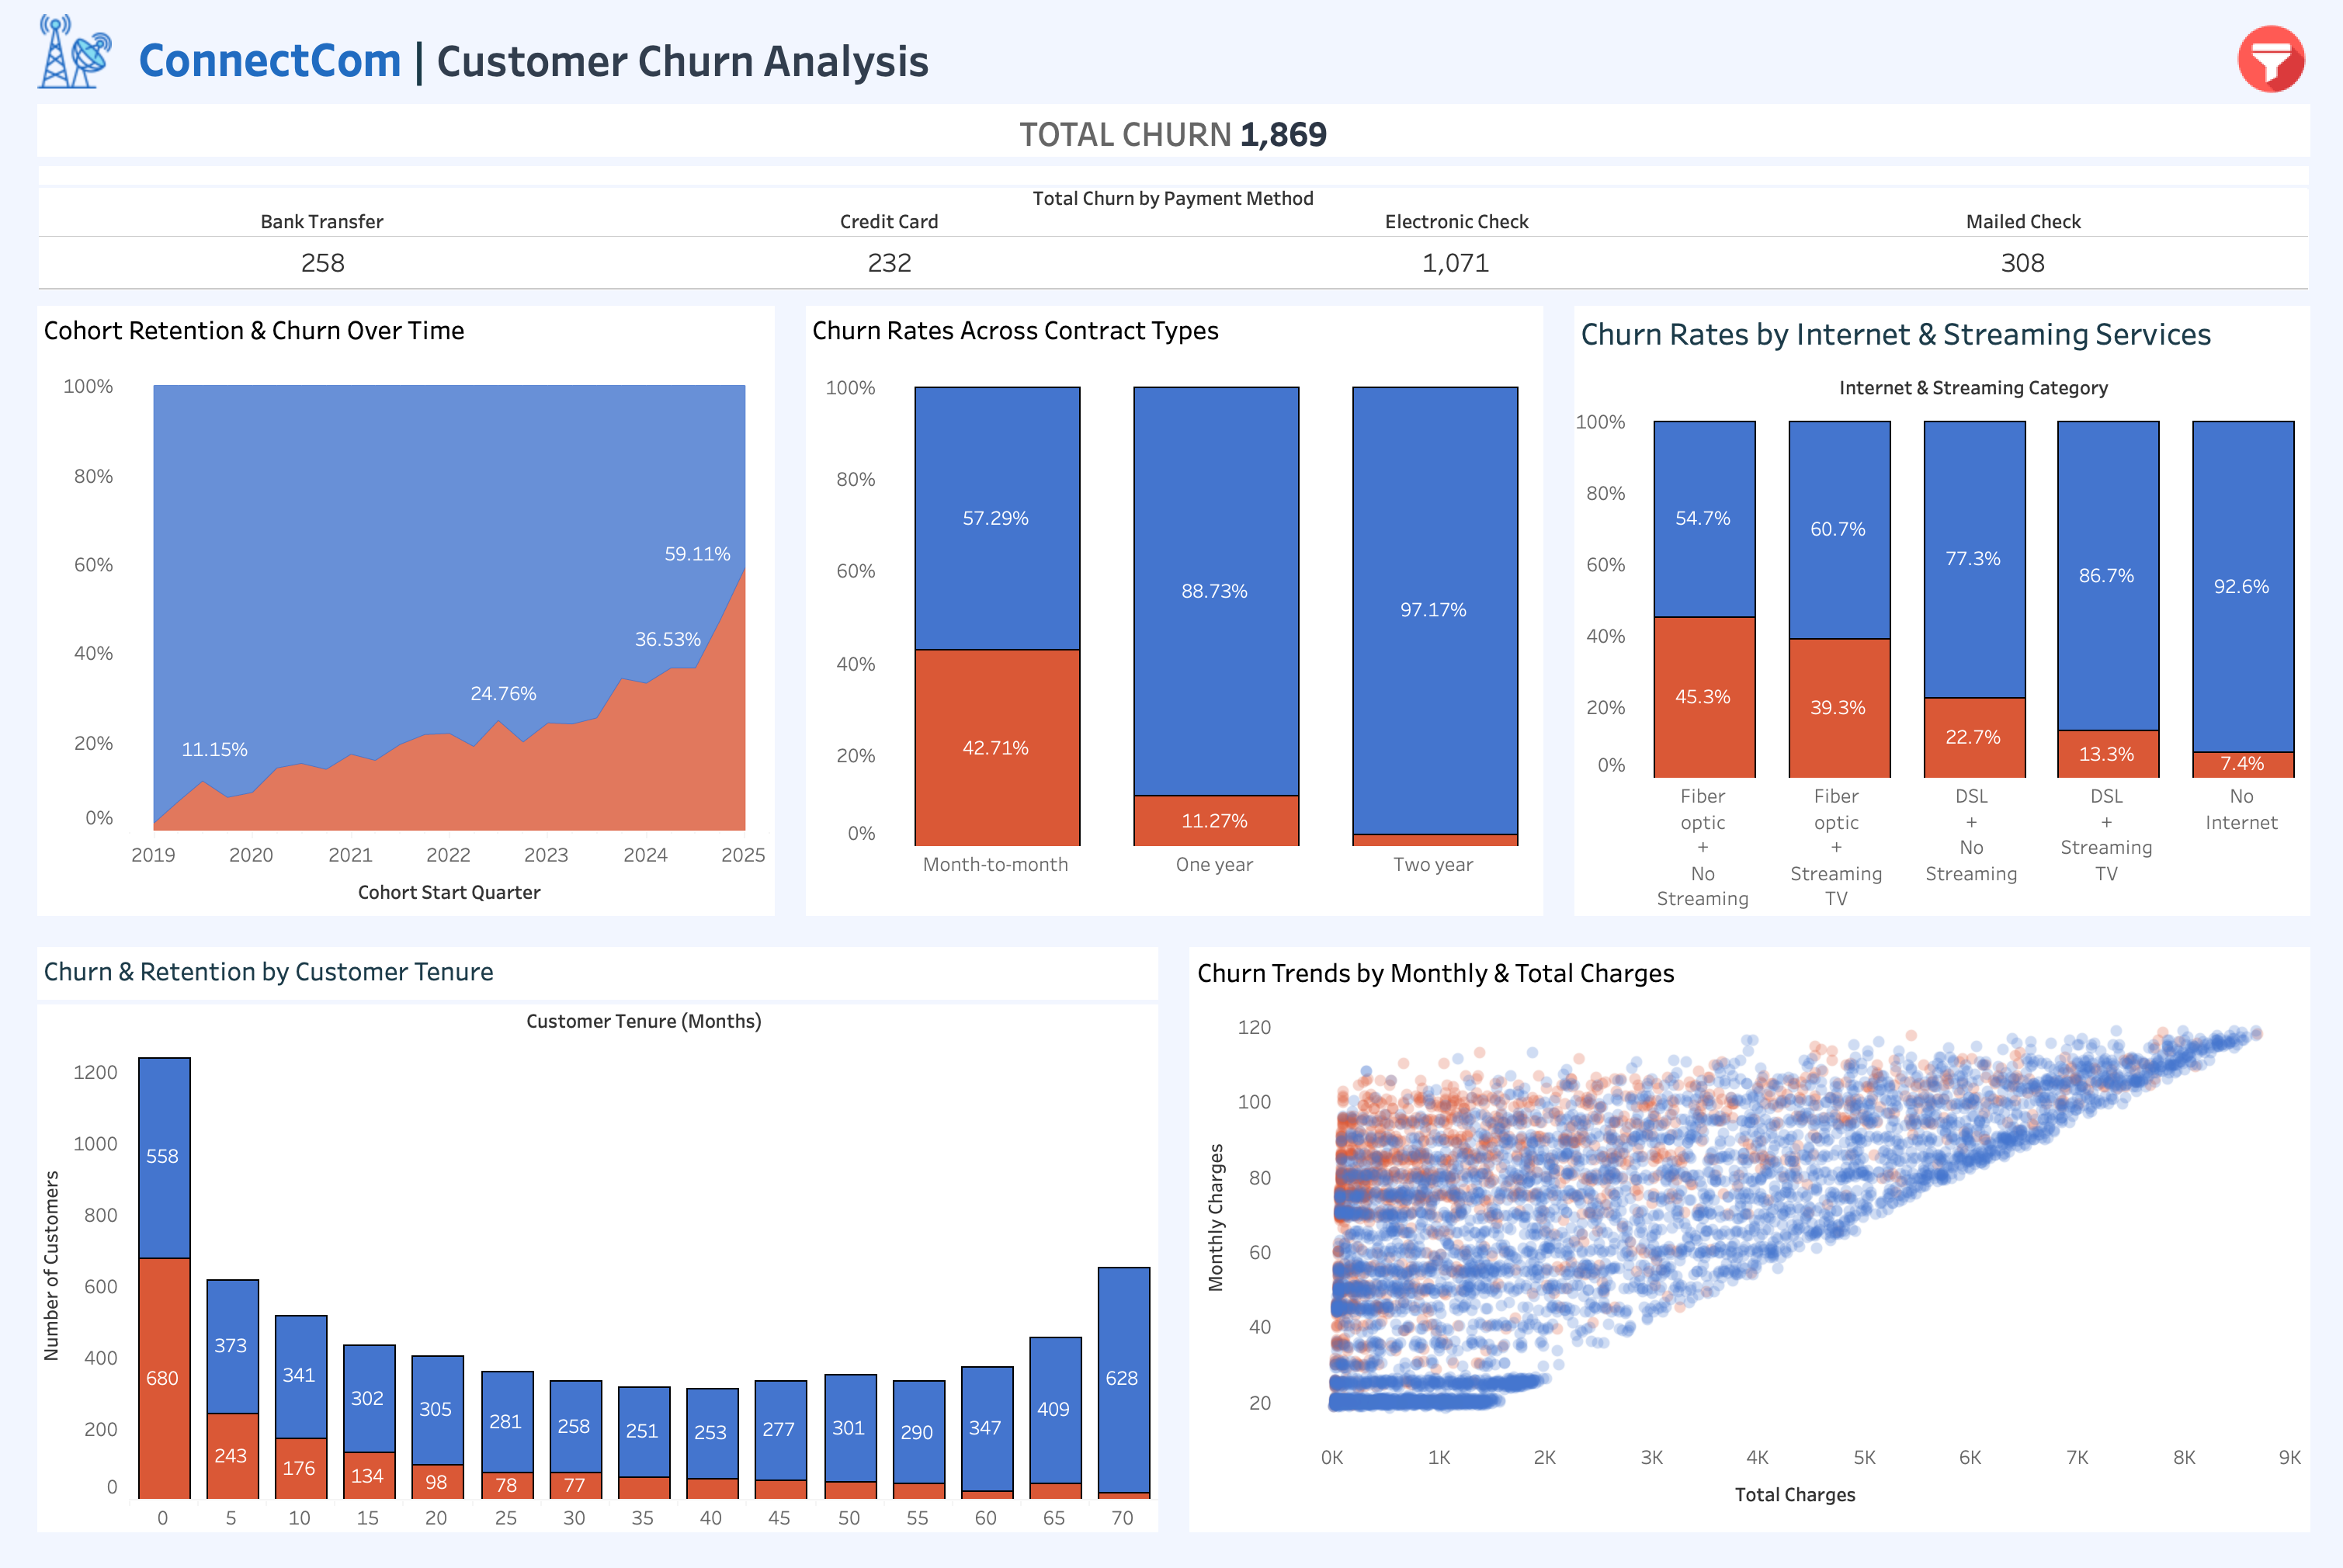 ConnectCom | Customer Churn Analysis
TOTAL CHURN 1,869
Total Churn by Payment Method
Bank Transfer Credit Card Electronic Check Mailed Check
258 232 1,071 308
Cohort Retention & Churn Over Time
100%
80%
60%
40%
20%
0%
59.11%
36.53%
24.76%
11.15%
2019 2020 2021 2022 2023 2024 2025
Cohort Start Quarter
Churn Rates Across Contract Types
100%
80%
60%
40%
20%
0%
57.29% 88.73% 97.17%
42.71% 11.27%
Month-to-month One year Two year
Churn Rates by Internet & Streaming Services
Internet & Streaming Category
100%
80%
60%
40%
20%
0%
54.7% 60.7% 77.3% 86.7% 92.6%
45.3% 39.3% 22.7% 13.3% 7.4%
Fiber optic + No Streaming
Fiber optic + Streaming TV
DSL + No Streaming
DSL + Streaming TV
No Internet
Churn & Retention by Customer Tenure
Customer Tenure (Months)
Number of Customers
1200
1000
800
600
400
200
0
558 373 341 302 305 281 258 251 253 277 301 290 347 409 628
680 243 176 134 98 78 77
0 5 10 15 20 25 30 35 40 45 50 55 60 65 70
Churn Trends by Monthly & Total Charges
Monthly Charges
120
100
80
60
40
20
0K 1K 2K 3K 4K 5K 6K 7K 8K 9K
Total Charges